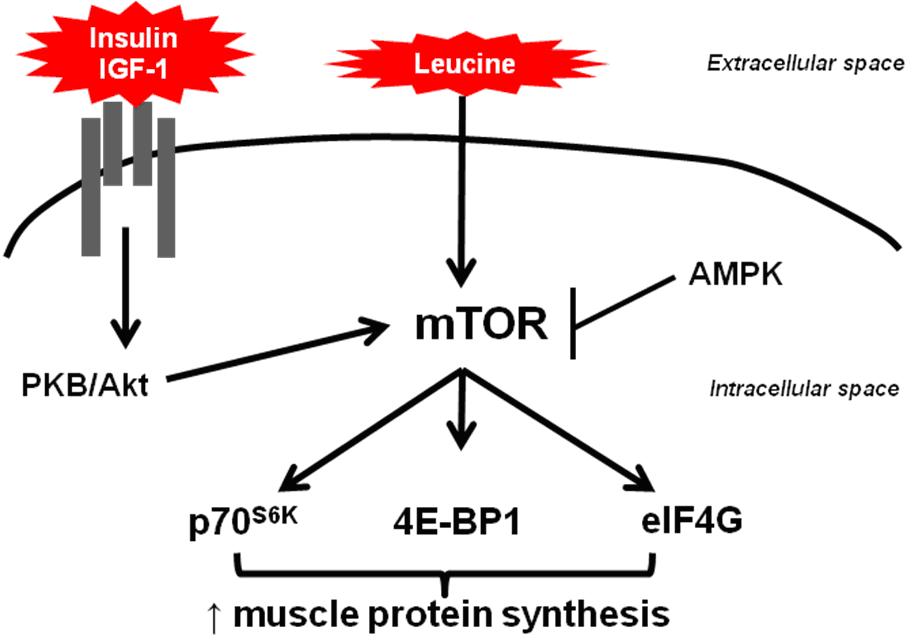 Insulin
IGF-1
Leucine
Extracellular space
AMPK
mTOR
PKB/Akt
Intracellular space
p70S6K
4E-BP1
eIF4G
↑ muscle protein synthesis